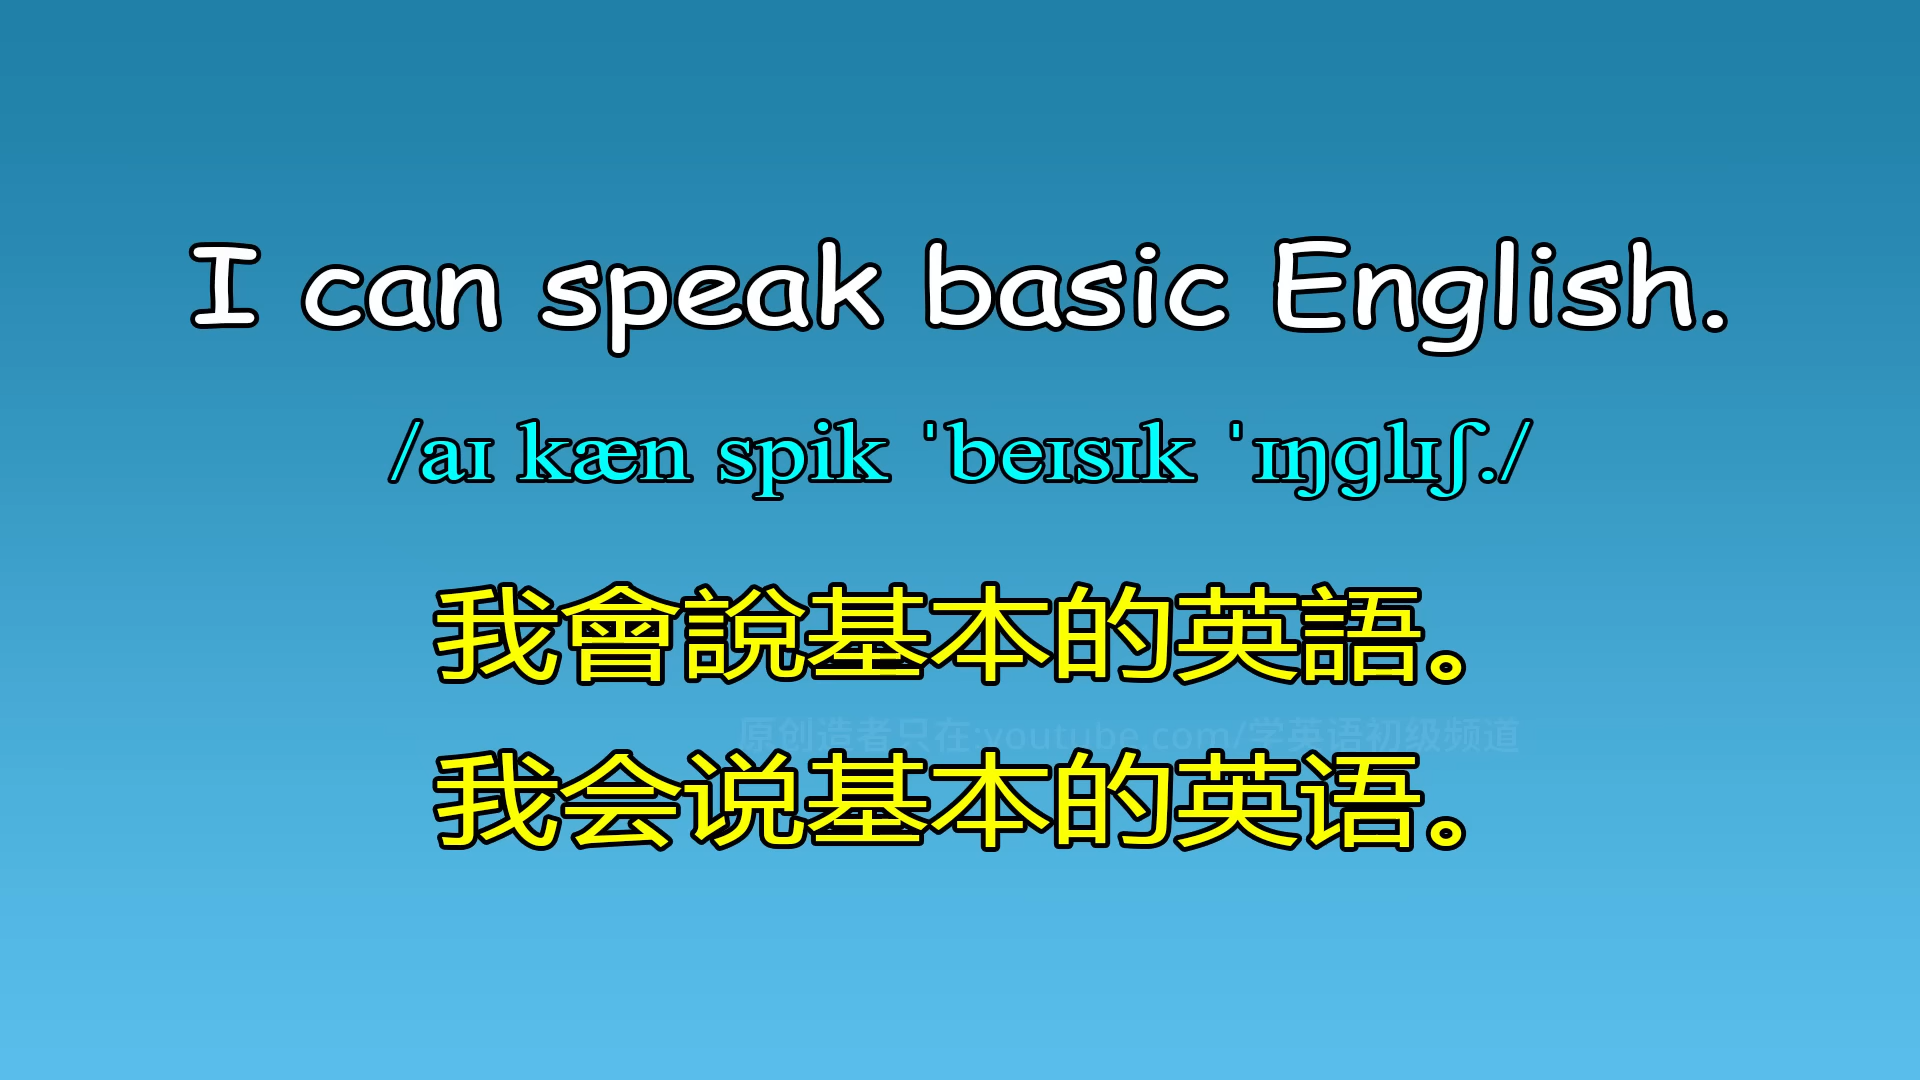 I can speak basic English.
/aɪ kæn spik ˈbeɪsɪk ˈɪŋglɪʃ./
我會說基本的英語。
原创造者只在:youtube.com/学英语初级频道
我会说基本的英语。